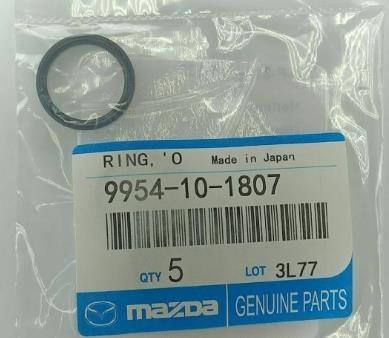 RING,'O Made in Japan
9954-10-1807
QTY 5 LOT 3L77
mazda GENUINE PARTS